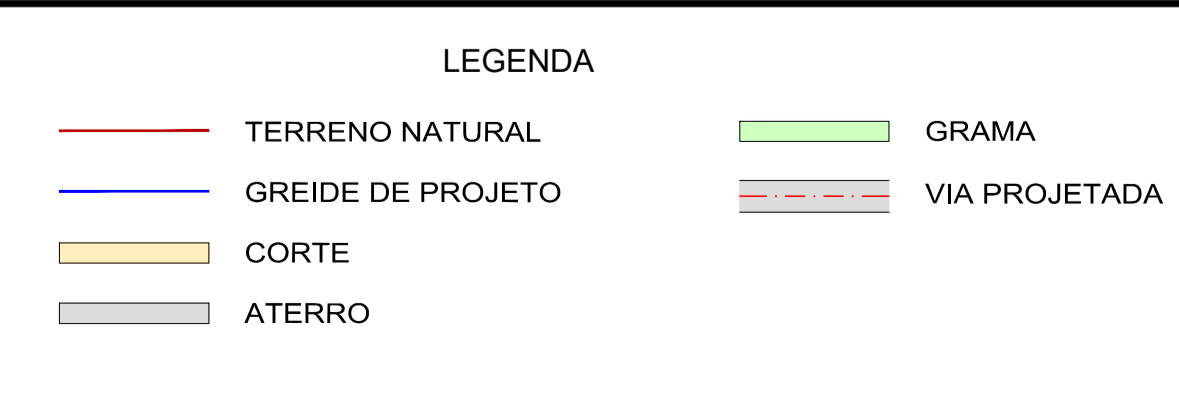 LEGENDA
TERRENO NATURAL
GREIDE DE PROJETO
CORTE
ATERRO
GRAMA
VIA PROJETADA